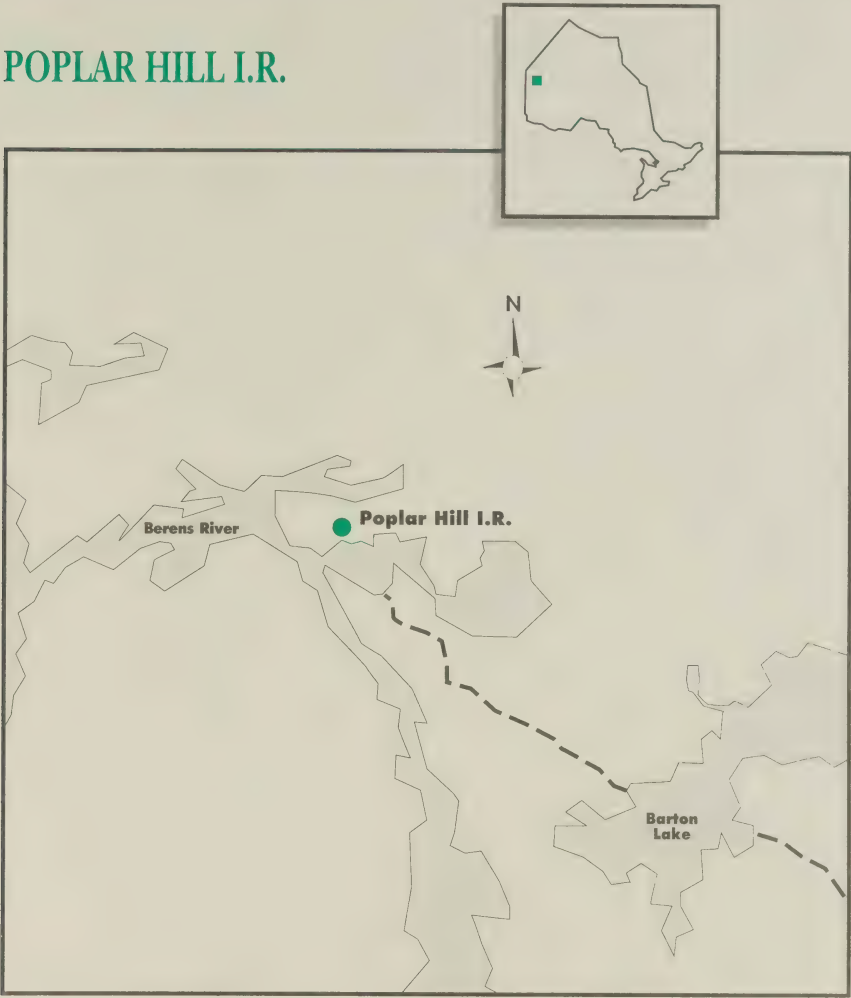 POPLAR HILL I.R.
N
Poplar Hill I.R.
Berens River
Barton
Lake